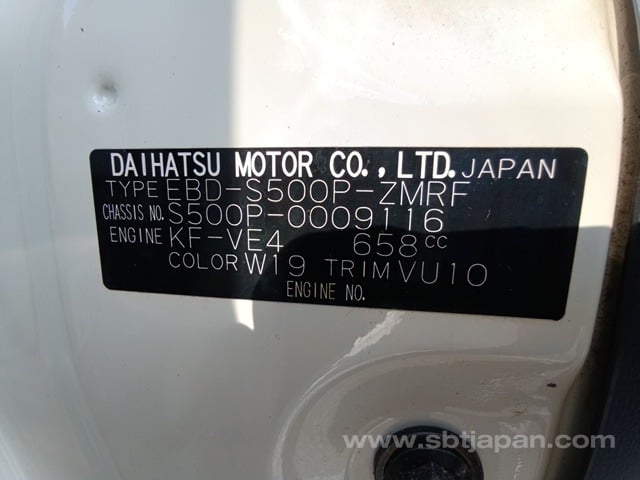 DAIHATSU MOTOR CO., LTD. JAPAN
TYPE EBD-S500P-ZMRF
CHASSIS NO. S500P-0009116
ENGINE KF-VE4 658cc
COLOR W19 TRIM VU10
ENGINE NO.
www.sbtjapan.com